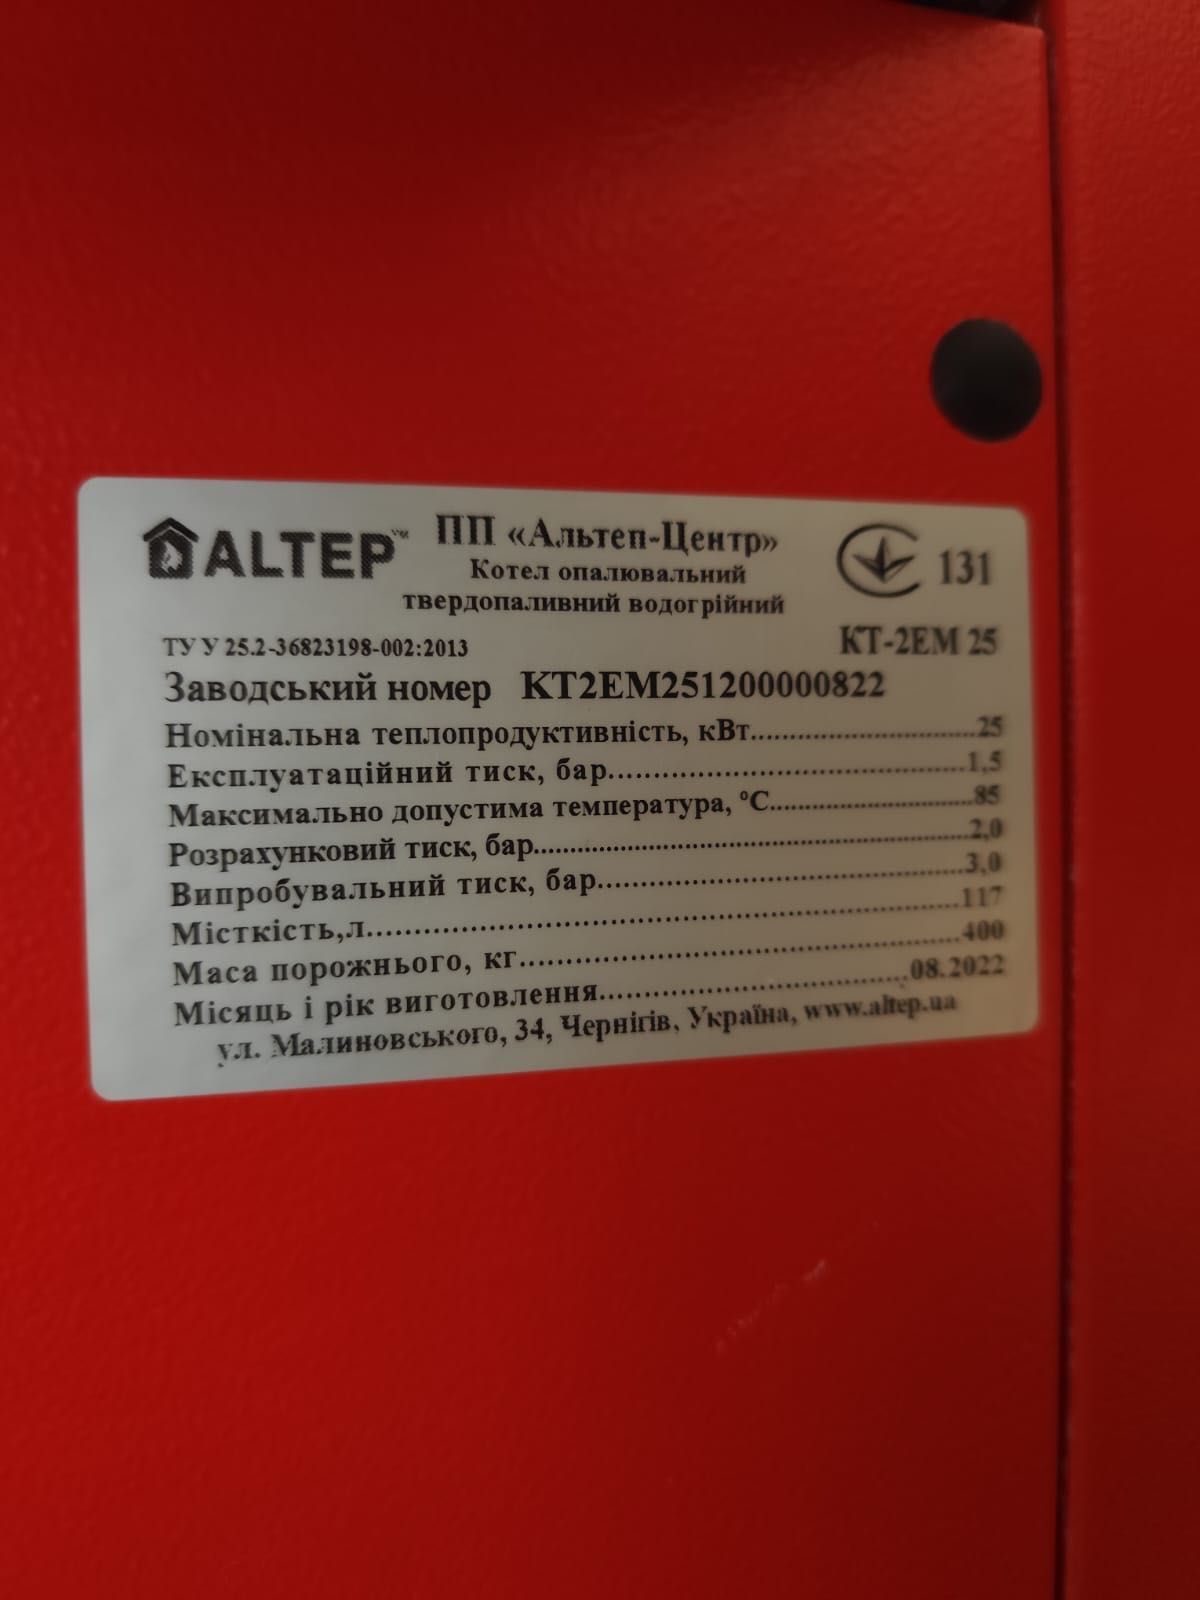 ALTEP™
ПП «Альтеп-Центр»
Котел опалювальний
твердопаливний водогрійний
131
ТУ У 25.2-36823198-002:2013
КТ-2ЕМ 25
Заводський номер KT2EM251200000822
Номінальна теплопродуктивність, кВт..............................25
Експлуатаційний тиск, бар..............................1,5
Максимально допустима температура, °С..............................85
Розрахунковий тиск, бар..............................2,0
Випробувальний тиск, бар..............................3,0
Місткість,л..............................117
Маса порожнього, кг..............................400
Місяць і рік виготовлення..............................08.2022
ул. Малиновського, 34, Чернігів, Україна, www.altep.ua